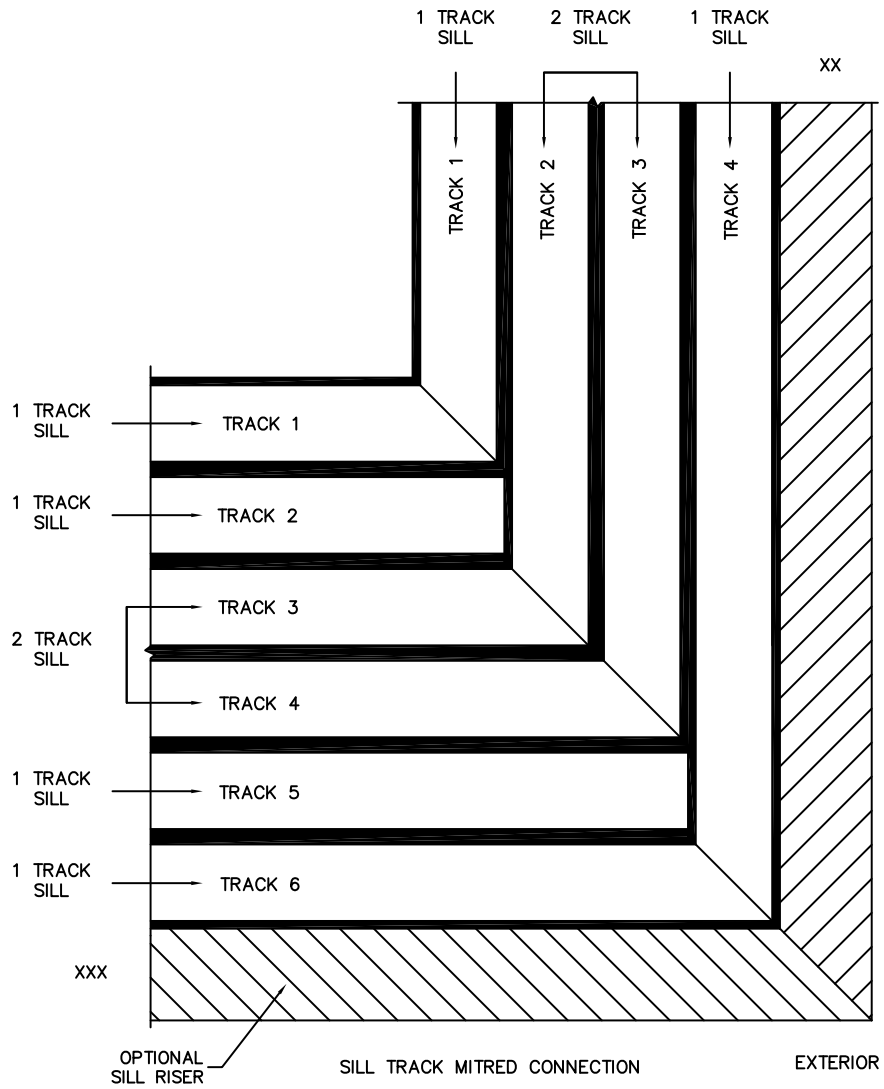 1 TRACK
SILL
2 TRACK
SILL
1 TRACK
SILL
XX
TRACK 1
TRACK 2
TRACK 3
TRACK 4
1 TRACK
SILL
TRACK 1
1 TRACK
SILL
TRACK 2
TRACK 3
2 TRACK
SILL
TRACK 4
1 TRACK
SILL
TRACK 5
1 TRACK
SILL
TRACK 6
XXX
OPTIONAL
SILL RISER
SILL TRACK MITRED CONNECTION
EXTERIOR